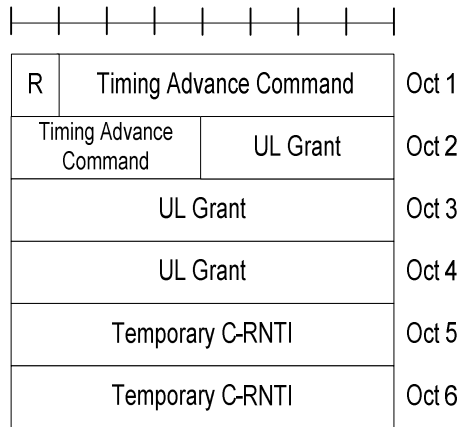 R Timing Advance Command Oct 1
Timing Advance
Command UL Grant Oct 2
UL Grant Oct 3
UL Grant Oct 4
Temporary C-RNTI Oct 5
Temporary C-RNTI Oct 6